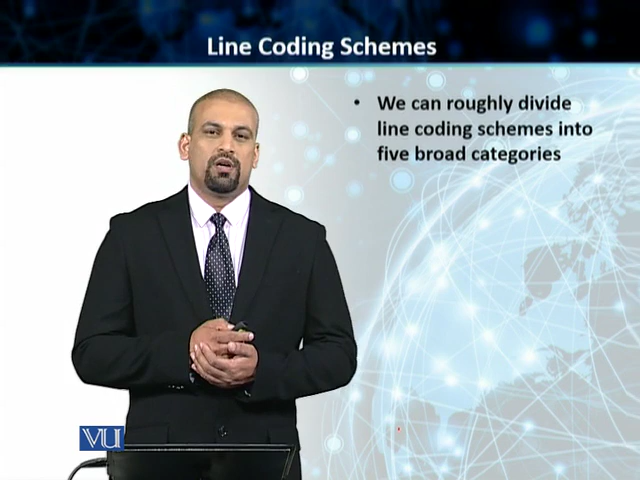 Line Coding Schemes
• We can roughly divide
line coding schemes into
five broad categories
VU